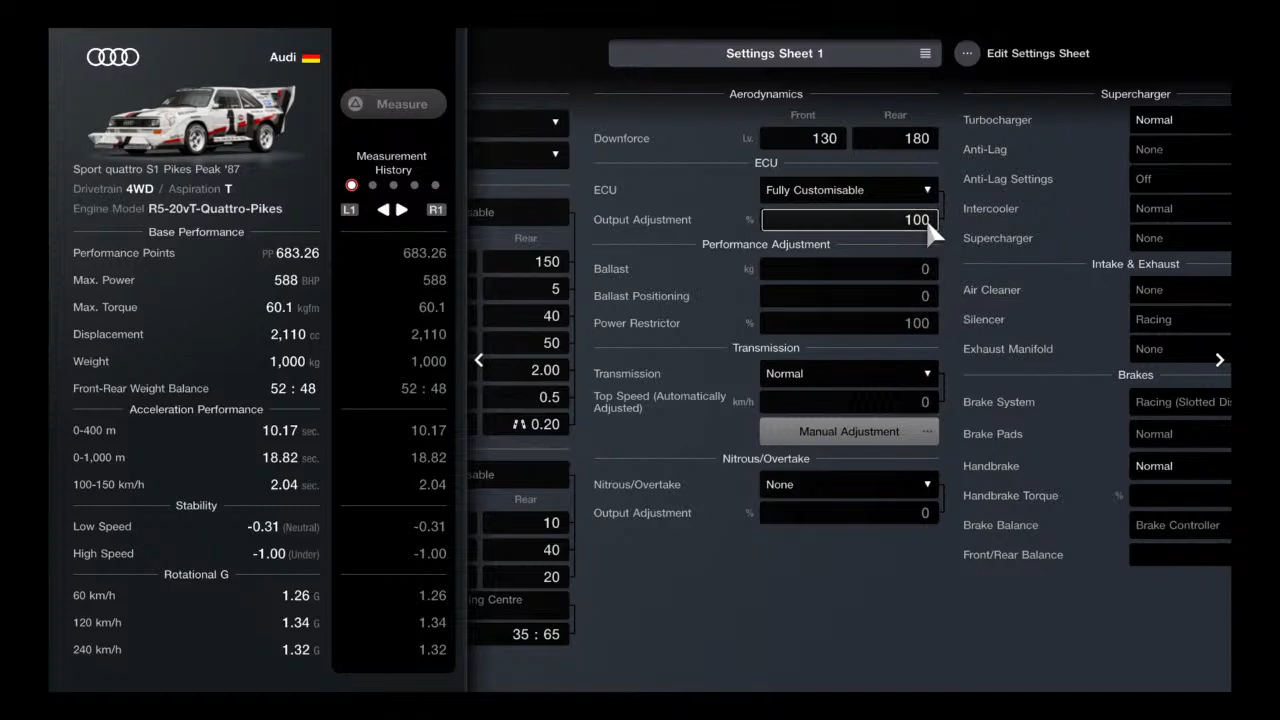 Audi
Sport quattro S1 Pikes Peak '87
Drivetrain 4WD / Aspiration T
Engine Model R5-20vT-Quattro-Pikes
Base Performance
Performance Points PP 683.26
Max. Power 588 BHP
Max. Torque 60.1 kgfm
Displacement 2,110 cc
Weight 1,000 kg
Front-Rear Weight Balance 52 : 48
Acceleration Performance
0-400 m 10.17 sec.
0-1,000 m 18.82 sec.
100-150 km/h 2.04 sec.
Stability
Low Speed -0.31 (Neutral)
High Speed -1.00 (Under)
Rotational G
60 km/h 1.26 G
120 km/h 1.34 G
240 km/h 1.32 G
Measure
Measurement
History
L1 R1
683.26
588
60.1
2,110
1,000
52 : 48
10.17
18.82
2.04
-0.31
-1.00
1.26
1.34
1.32
Settings Sheet 1
Edit Settings Sheet
sable
Rear
150
5
40
50
2.00
0.5
0.20
sable
Rear
10
40
20
ing Centre
35 : 65
Aerodynamics
Front Rear
Downforce Lv. 130 180
ECU
ECU Fully Customisable
Output Adjustment % 100
Performance Adjustment
Ballast kg 0
Ballast Positioning 0
Power Restrictor % 100
Transmission
Transmission Normal
Top Speed (Automatically
Adjusted) km/h 0
Manual Adjustment
Nitrous/Overtake
Nitrous/Overtake None
Output Adjustment % 0
Supercharger
Turbocharger Normal
Anti-Lag None
Anti-Lag Settings Off
Intercooler Normal
Supercharger None
Intake & Exhaust
Air Cleaner None
Silencer Racing
Exhaust Manifold None
Brakes
Brake System Racing (Slotted Dis
Brake Pads Normal
Handbrake Normal
Handbrake Torque %
Brake Balance Brake Controller
Front/Rear Balance